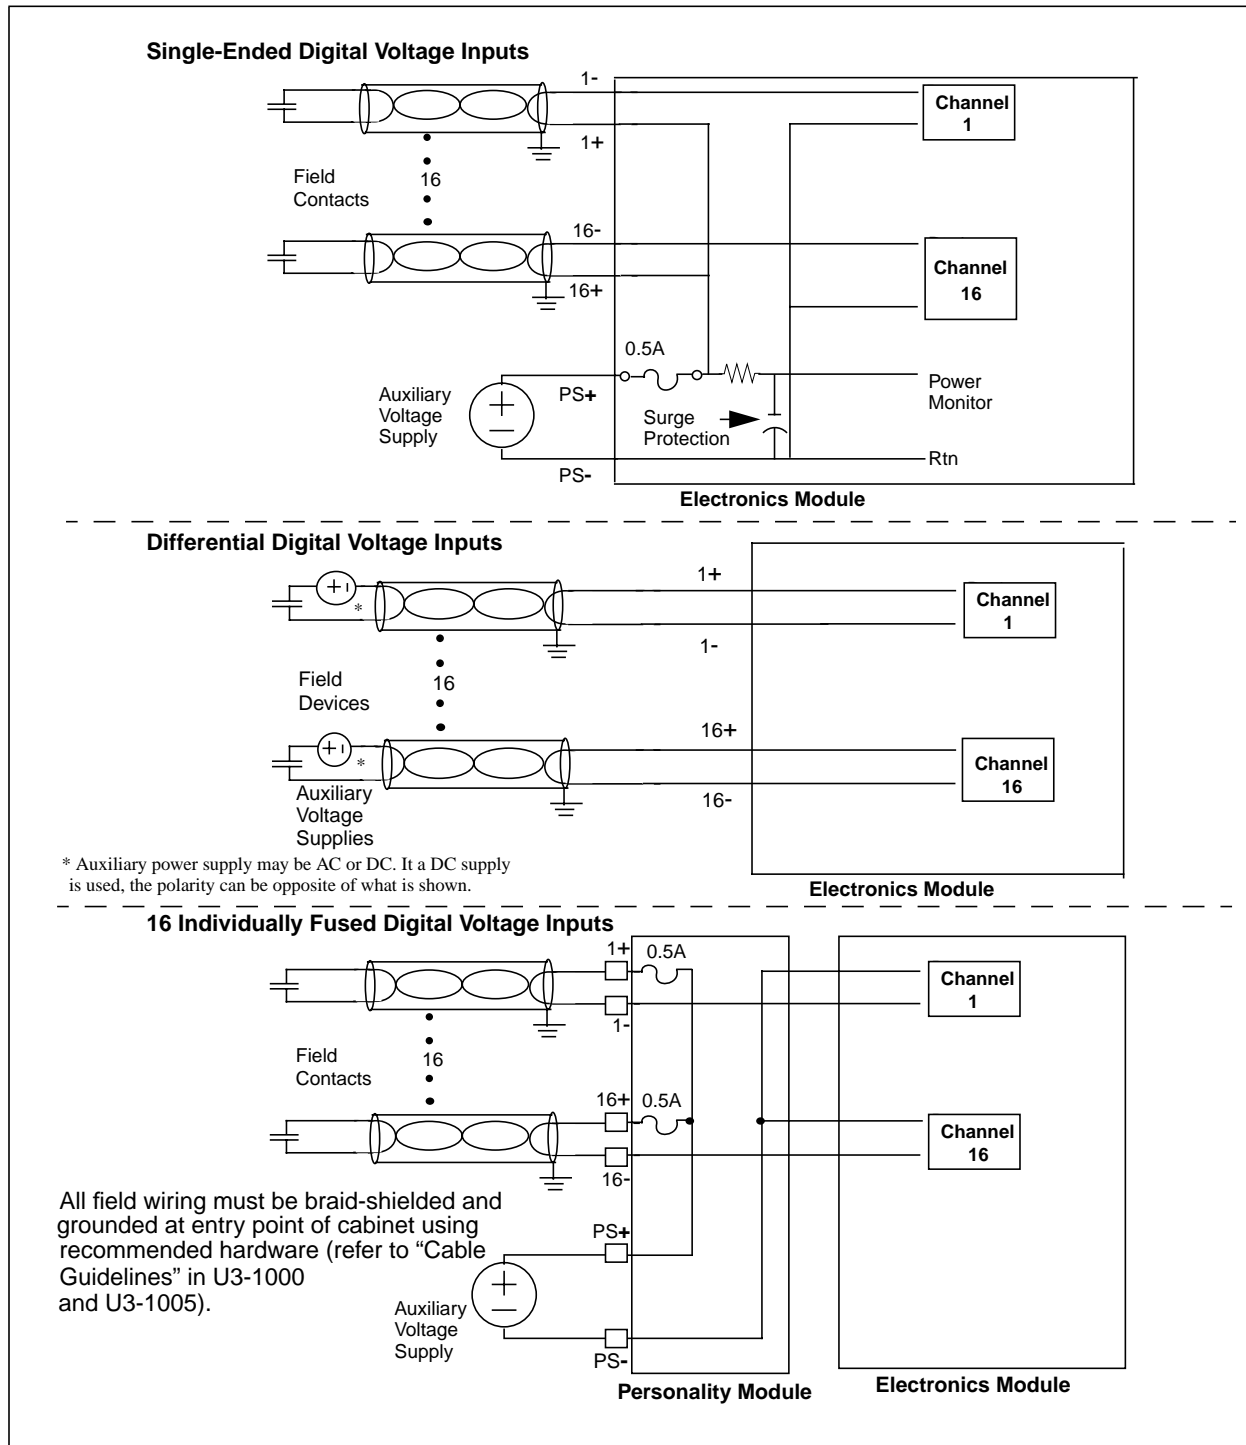 Single-Ended Digital Voltage Inputs
1-
Channel
1
1+
Field
Contacts
16
16-
Channel
16
16+
0.5A
Auxiliary
Voltage
Supply
PS+
Power
Monitor
Surge
Protection
Rtn
PS-
Electronics Module
Differential Digital Voltage Inputs
1+
*
Channel
1
1-
Field
Devices
16
16+
*
Channel
16
Auxiliary
Voltage
Supplies
16-
* Auxiliary power supply may be AC or DC. It a DC supply
is used, the polarity can be opposite of what is shown.
Electronics Module
16 Individually Fused Digital Voltage Inputs
1+
0.5A
Channel
1
1-
Field
Contacts
16
16+
0.5A
Channel
16
16-
All field wiring must be braid-shielded and
grounded at entry point of cabinet using
recommended hardware (refer to “Cable
Guidelines” in U3-1000
and U3-1005).
PS+
Auxiliary
Voltage
Supply
PS-
Personality Module
Electronics Module